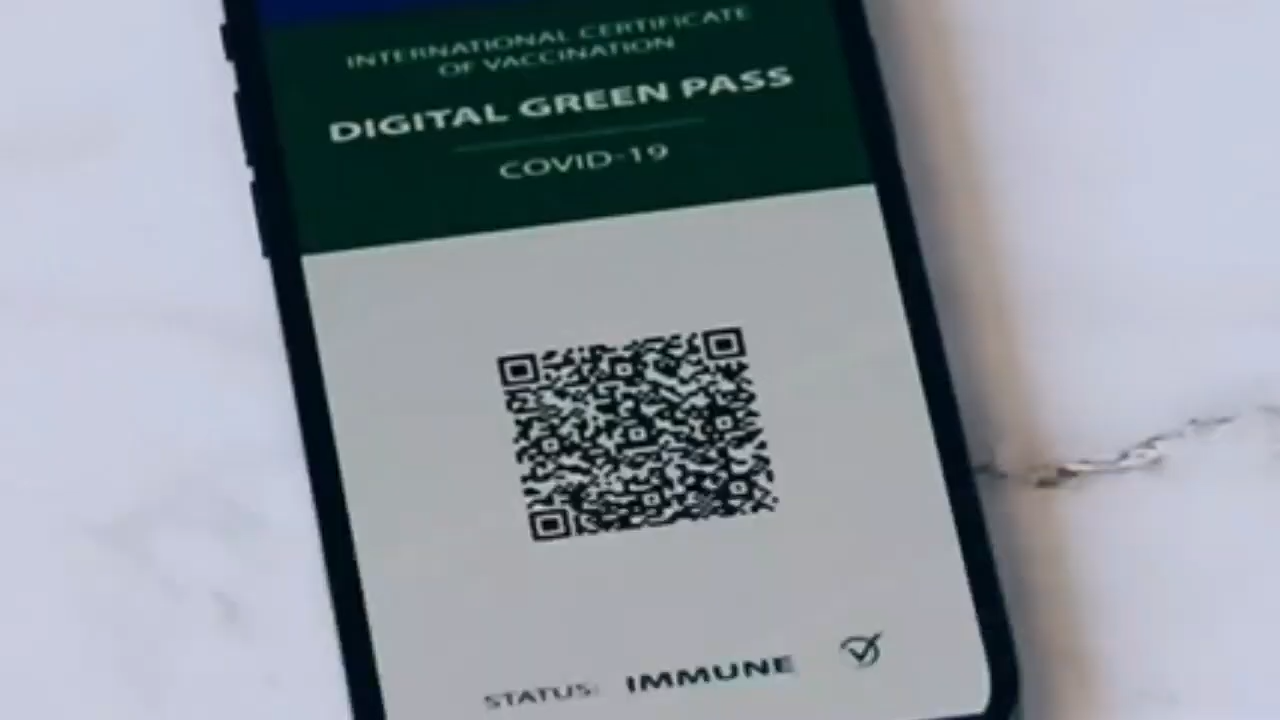 INTERNATIONAL CERTIFICATE
OF VACCINATION
DIGITAL GREEN PASS
COVID-19
STATUS: IMMUNE